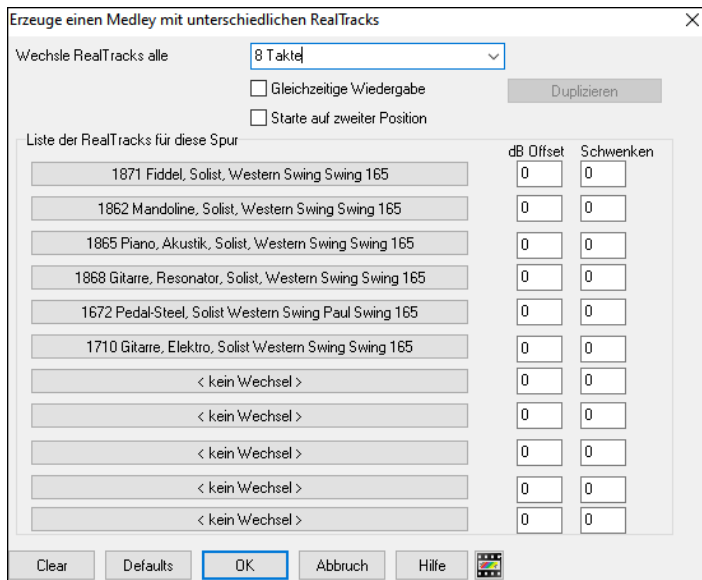 Erzeuge einen Medley mit unterschiedlichen RealTracks
Wechsle RealTracks alle 8 Takte
Gleichzeitige Wiedergabe Duplizieren
Starte auf zweiter Position
Liste der RealTracks für diese Spur dB Offset Schwenken
1871 Fiddel, Solist, Western Swing Swing 165 0 0
1862 Mandoline, Solist, Western Swing Swing 165 0 0
1865 Piano, Akustik, Solist, Western Swing Swing 165 0 0
1868 Gitarre, Resonator, Solist, Western Swing Swing 165 0 0
1672 Pedal-Steel, Solist Western Swing Paul Swing 165 0 0
1710 Gitarre, Elektro, Solist Western Swing Swing 165 0 0
< kein Wechsel > 0 0
< kein Wechsel > 0 0
< kein Wechsel > 0 0
< kein Wechsel > 0 0
< kein Wechsel > 0 0
Clear Defaults OK Abbruch Hilfe